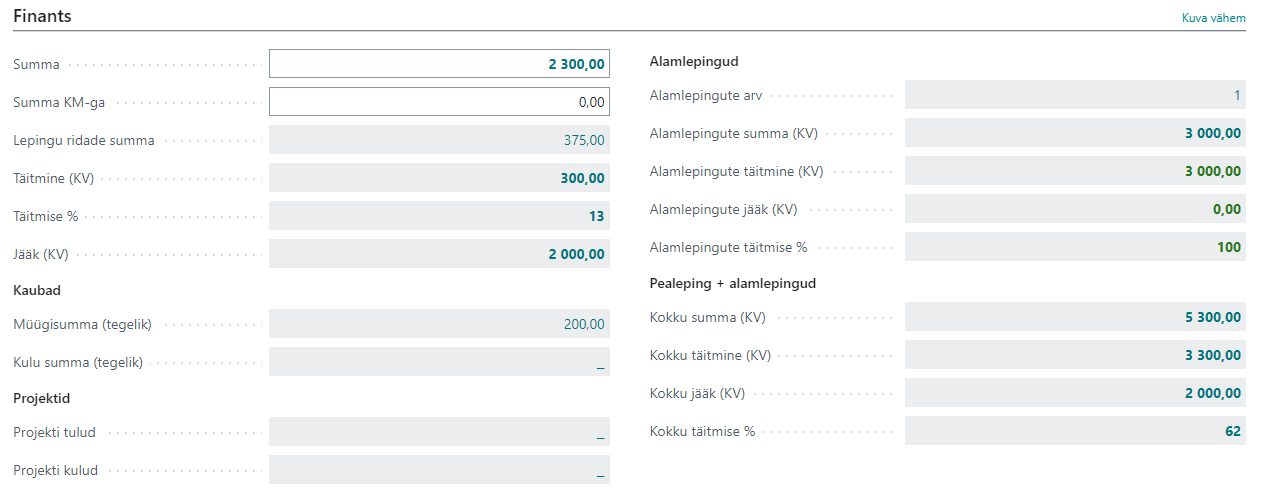 Finants
Kuva vähem
Summa 2 300,00
Summa KM-ga 0,00
Lepingu ridade summa 375,00
Täitmine (KV) 300,00
Täitmise % 13
Jääk (KV) 2 000,00
Kaubad
Müügisumma (tegelik) 200,00
Kulu summa (tegelik) _
Projektid
Projekti tulud _
Projekti kulud _
Alamlepingud
Alamlepingute arv 1
Alamlepingute summa (KV) 3 000,00
Alamlepingute täitmine (KV) 3 000,00
Alamlepingute jääk (KV) 0,00
Alamlepingute täitmise % 100
Pealeping + alamlepingud
Kokku summa (KV) 5 300,00
Kokku täitmine (KV) 3 300,00
Kokku jääk (KV) 2 000,00
Kokku täitmise % 62